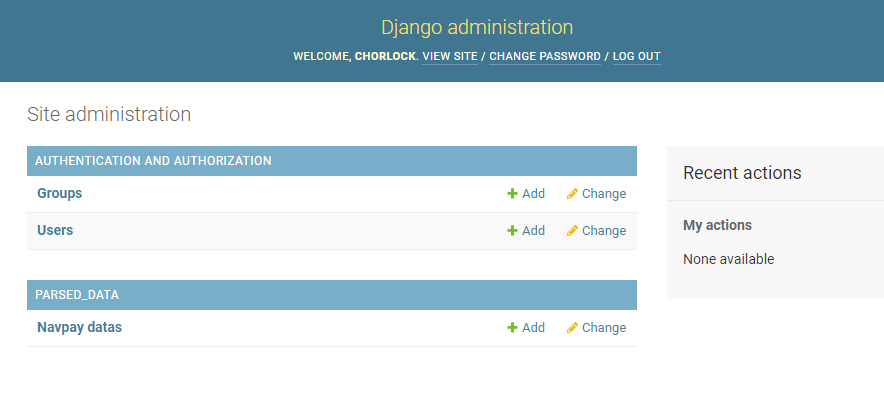 Django administration
WELCOME, CHORLOCK. VIEW SITE / CHANGE PASSWORD / LOG OUT
Site administration
AUTHENTICATION AND AUTHORIZATION
Groups Add Change
Users Add Change
PARSED_DATA
Navpay datas Add Change
Recent actions
My actions
None available